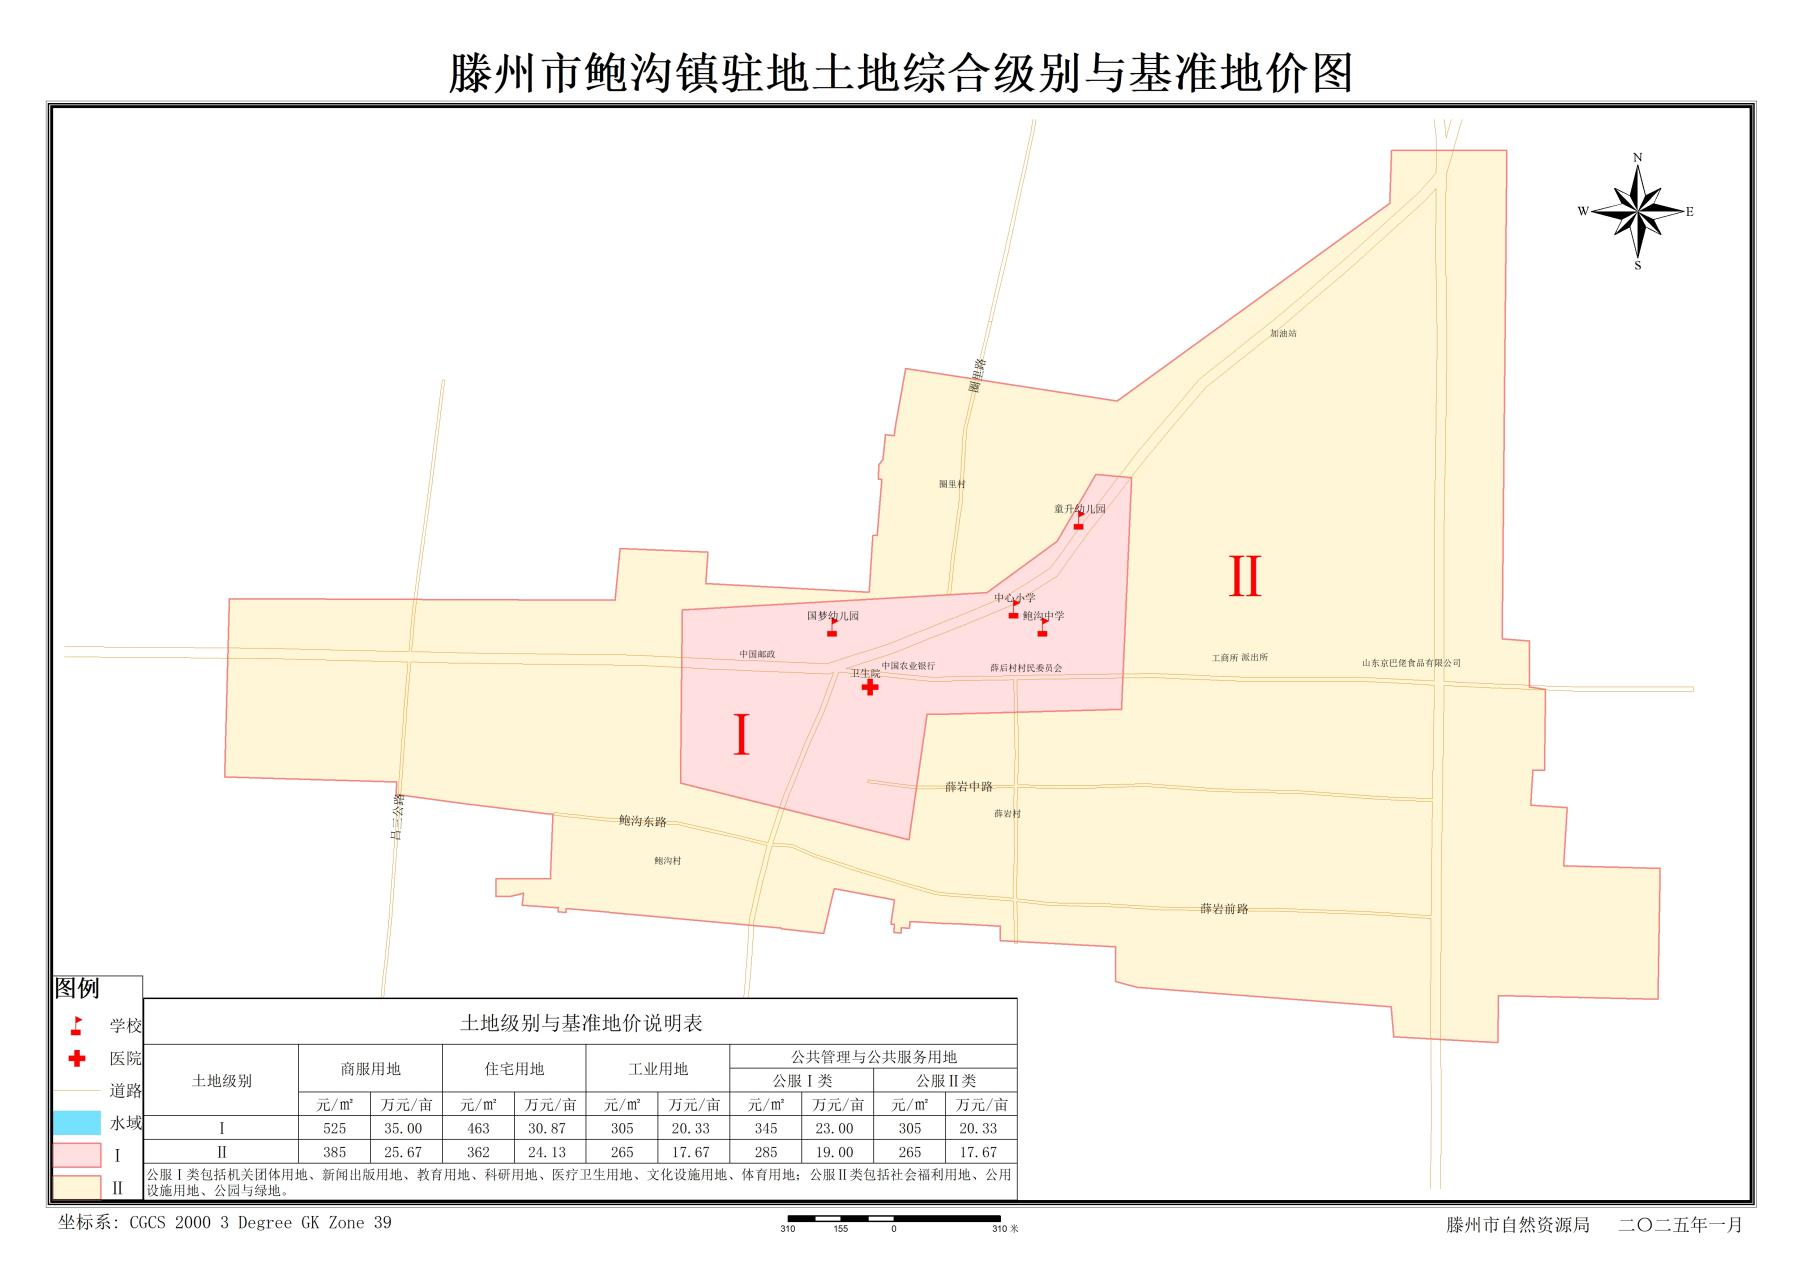 滕州市鲍沟镇驻地土地综合级别与基准地价图
N
W
E
S
加油站
圈里路
圈里村
童升幼儿园
II
中心小学
国梦幼儿园
鲍沟中学
中国邮政
工商所 派出所
山东京巴佬食品有限公司
中国农业银行
薛后村村民委员会
卫生院
I
薛岩中路
吕三公路
薛岩村
鲍沟东路
鲍沟村
薛岩前路
图例
学校
医院
道路
水域
I
II
土地级别与基准地价说明表
土地级别 商服用地 住宅用地 工业用地 公共管理与公共服务用地
公服Ⅰ类 公服Ⅱ类
元/㎡ 万元/亩 元/㎡ 万元/亩 元/㎡ 万元/亩 元/㎡ 万元/亩 元/㎡ 万元/亩
Ⅰ 525 35.00 463 30.87 305 20.33 345 23.00 305 20.33
Ⅱ 385 25.67 362 24.13 265 17.67 285 19.00 265 17.67
公服Ⅰ类包括机关团体用地、新闻出版用地、教育用地、科研用地、医疗卫生用地、文化设施用地、体育用地；公服Ⅱ类包括社会福利用地、公用
设施用地、公园与绿地。
坐标系: CGCS 2000 3 Degree GK Zone 39
310 155 0 310 米
滕州市自然资源局 二〇二五年一月